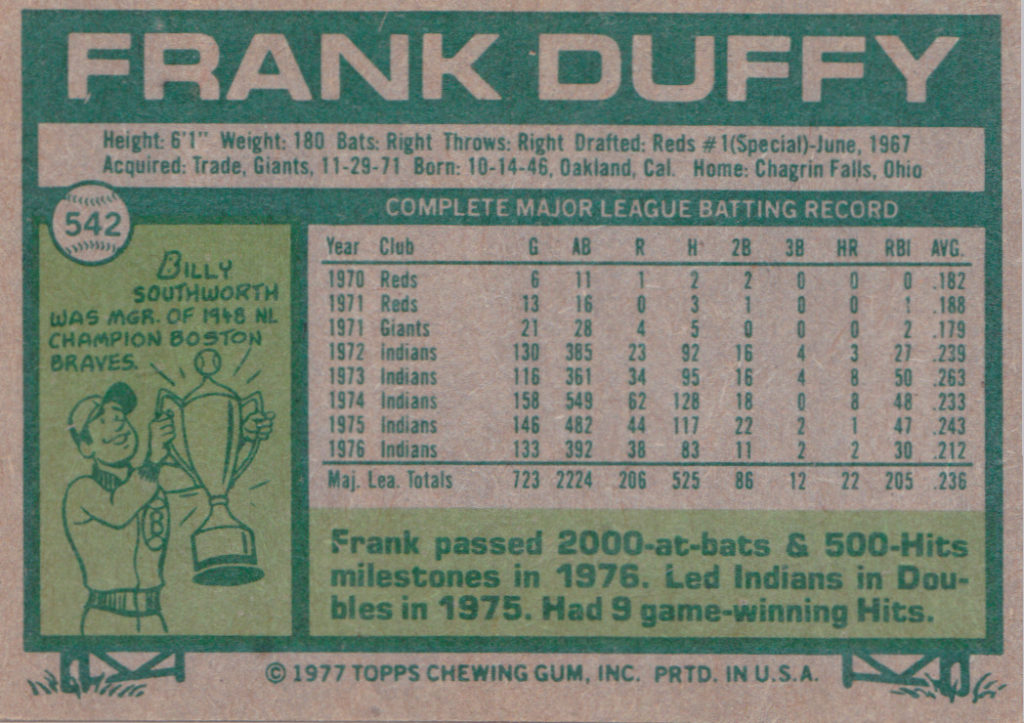 FRANK DUFFY
Height: 6'1" Weight: 180 Bats: Right Throws: Right Drafted: Reds #1(Special)-June, 1967
Acquired: Trade, Giants, 11-29-71 Born: 10-14-46, Oakland, Cal. Home: Chagrin Falls, Ohio
542
BILLY
SOUTHWORTH
WAS MGR. OF 1948 NL
CHAMPION BOSTON
BRAVES.
B
COMPLETE MAJOR LEAGUE BATTING RECORD
Year Club G AB R H 2B 3B HR RBI AVG.
1970 Reds 6 11 1 2 2 0 0 0 .182
1971 Reds 13 16 0 3 1 0 0 1 .188
1971 Giants 21 28 4 5 0 0 0 2 .179
1972 Indians 130 385 23 92 16 4 3 27 .239
1973 Indians 116 361 34 95 16 4 8 50 .263
1974 Indians 158 549 62 128 18 0 8 48 .233
1975 Indians 146 482 44 117 22 2 1 47 .243
1976 Indians 133 392 38 83 11 2 2 30 .212
Maj. Lea. Totals 723 2224 206 525 86 12 22 205 .236
Frank passed 2000-at-bats & 500-Hits
milestones in 1976. Led Indians in Dou-
bles in 1975. Had 9 game-winning Hits.
© 1977 TOPPS CHEWING GUM, INC. PRTD. IN U.S.A.